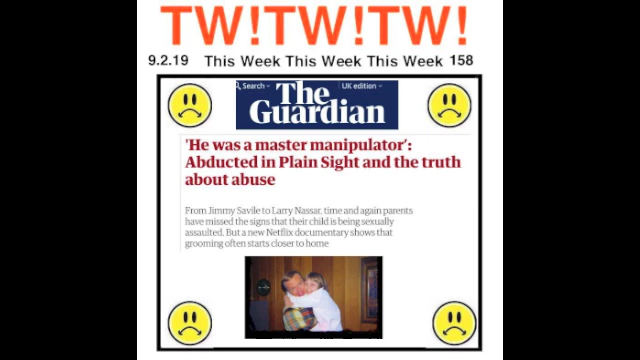 TW!TW!TW!
9.2.19 This Week This Week This Week 158
Search UK edition
The
Guardian
'He was a master manipulator':
Abducted in Plain Sight and the truth
about abuse
From Jimmy Savile to Larry Nassar, time and again parents
have missed the signs that their child is being sexually
assaulted. But a new Netflix documentary shows that
grooming often starts closer to home